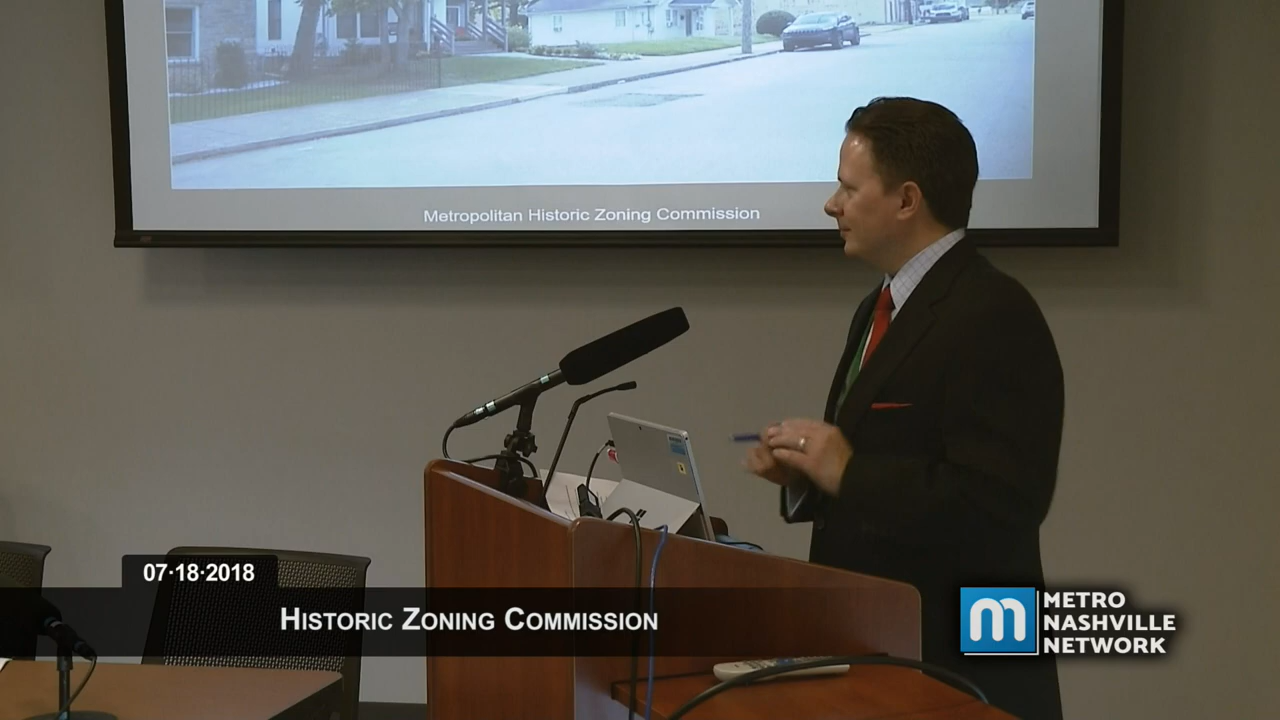 Metropolitan Historic Zoning Commission
07·18·2018
Historic Zoning Commission
m
METRO
NASHVILLE
NETWORK